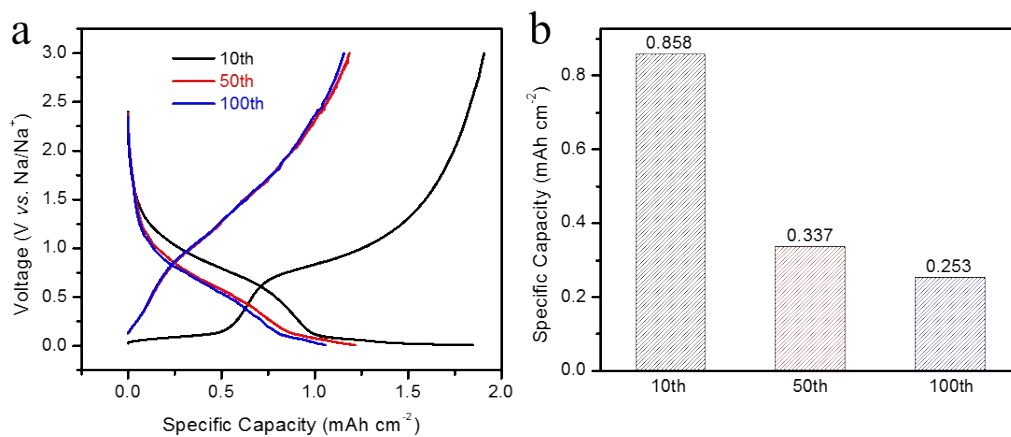 a
3.0
2.5
2.0
1.5
1.0
0.5
0.0
Voltage (V vs. Na/Na⁺)
10th
50th
100th
0.0 0.5 1.0 1.5 2.0
Specific Capacity (mAh cm⁻²)
b
0.8
0.6
0.4
0.2
0.0
Specific Capacity (mAh cm⁻²)
0.858
0.337
0.253
10th 50th 100th